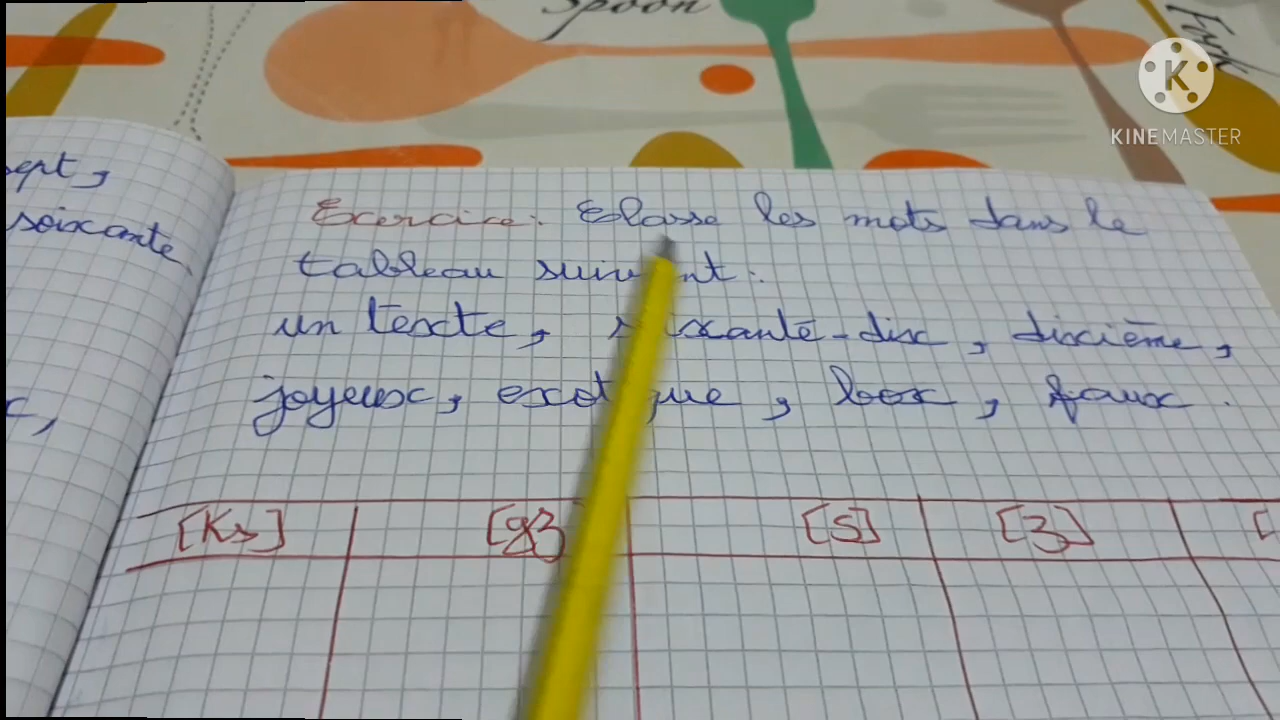 Spoon
Fork
KINEMASTER
sept,
soixante
Exercice: Classe les mots dans le
tableau suivant:
un texte, soixante-dix, dixième,
joyeux, exotique, box, faux.
[Ks] [gz [S] [z] [